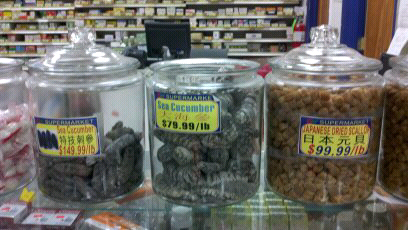 SUPERMARKET
Sea Cucumber
特技刺參
$149.99/lb
SUPERMARKET
Sea Cucumber
$79.99/lb
SUPERMARKET
JAPANESE DRIED SCALLOP
日本元貝
$99.99/LB